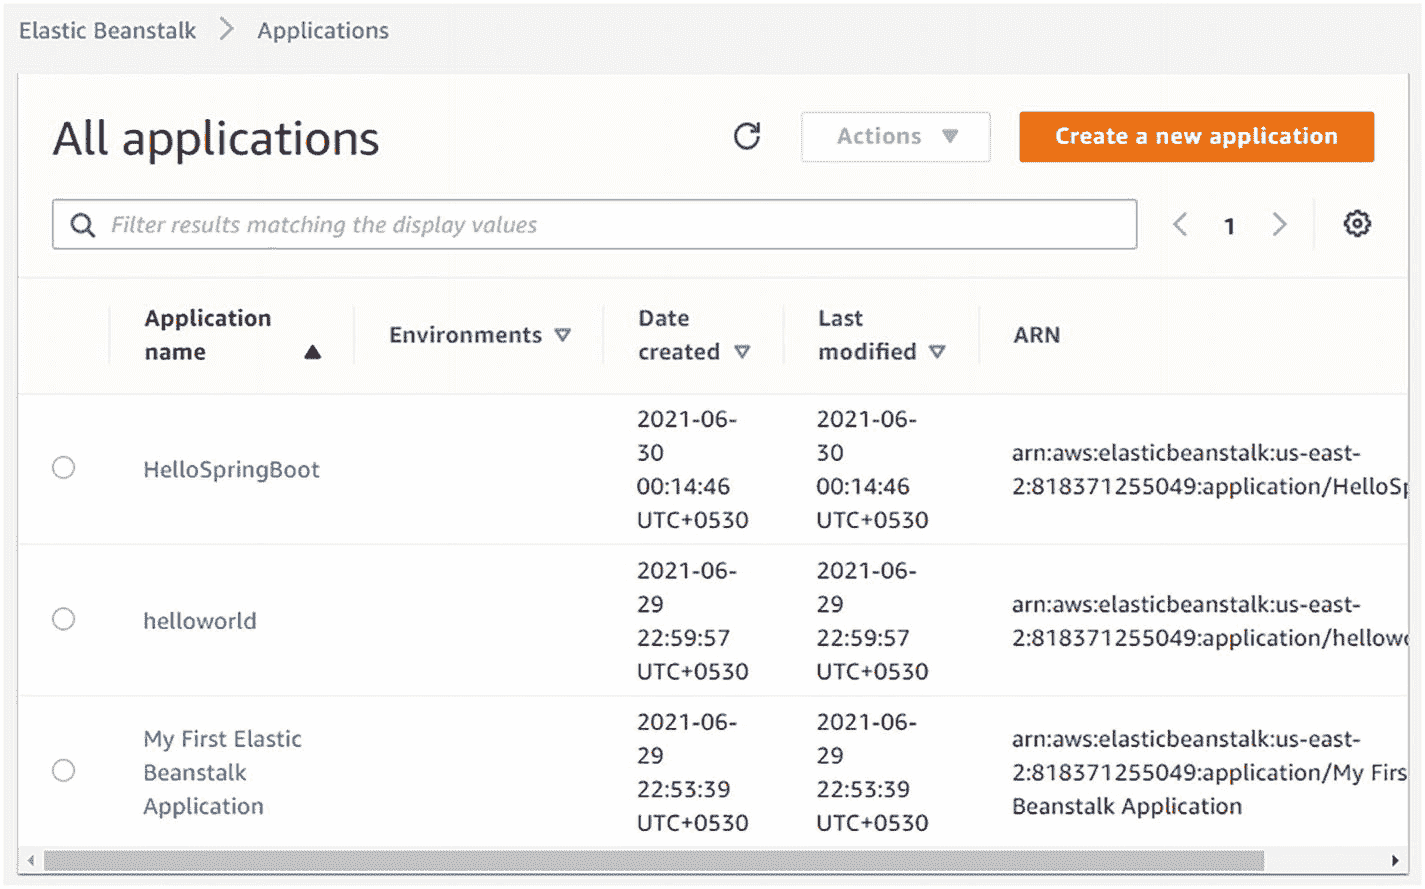 Elastic Beanstalk > Applications
All applications
Actions
Create a new application
Filter results matching the display values
1
Application
name
Environments
Date
created
Last
modified
ARN
HelloSpringBoot
2021-06-
30
00:14:46
UTC+0530
2021-06-
30
00:14:46
UTC+0530
arn:aws:elasticbeanstalk:us-east-
2:818371255049:application/HelloSp
helloworld
2021-06-
29
22:59:57
UTC+0530
2021-06-
29
22:59:57
UTC+0530
arn:aws:elasticbeanstalk:us-east-
2:818371255049:application/hellowo
My First Elastic
Beanstalk
Application
2021-06-
29
22:53:39
UTC+0530
2021-06-
29
22:53:39
UTC+0530
arn:aws:elasticbeanstalk:us-east-
2:818371255049:application/My Firs
Beanstalk Application